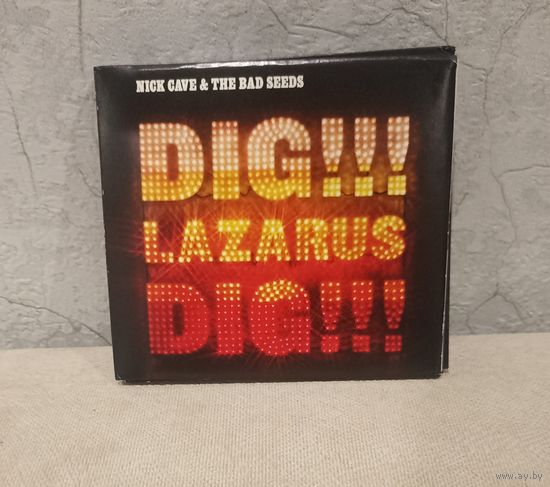 NICK CAVE & THE BAD SEEDS
DIG!!!
LAZARUS
DIG!!!
www.ay.by